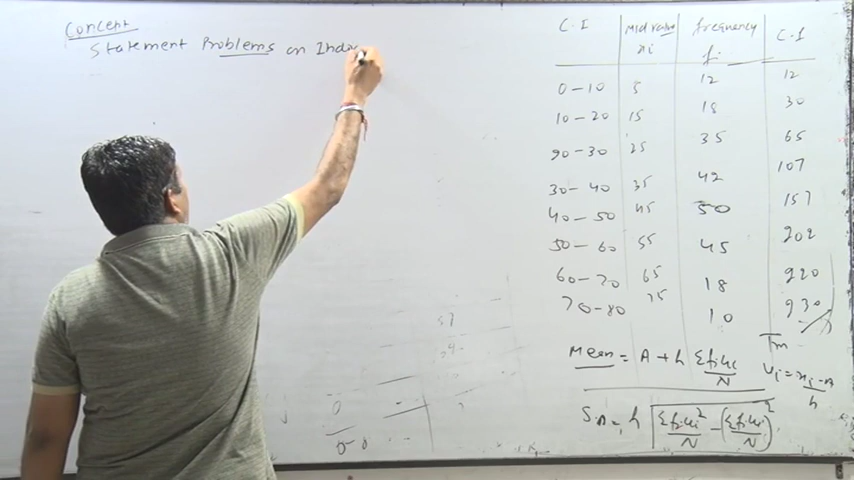 Concept
Statement Problems on Ind
C.I Mid value xi frequency fi C.f
0-10 5 12 12
10-20 15 18 30
20-30 25 35 65
30-40 35 42 107
40-50 45 50 157
50-60 55 45 202
60-70 65 18 220
70-80 75 10 230
Mean = A + h Σfiui/N
ui = xi-A/h
S.D = h √Σfiui²/N - (Σfiui/N)²